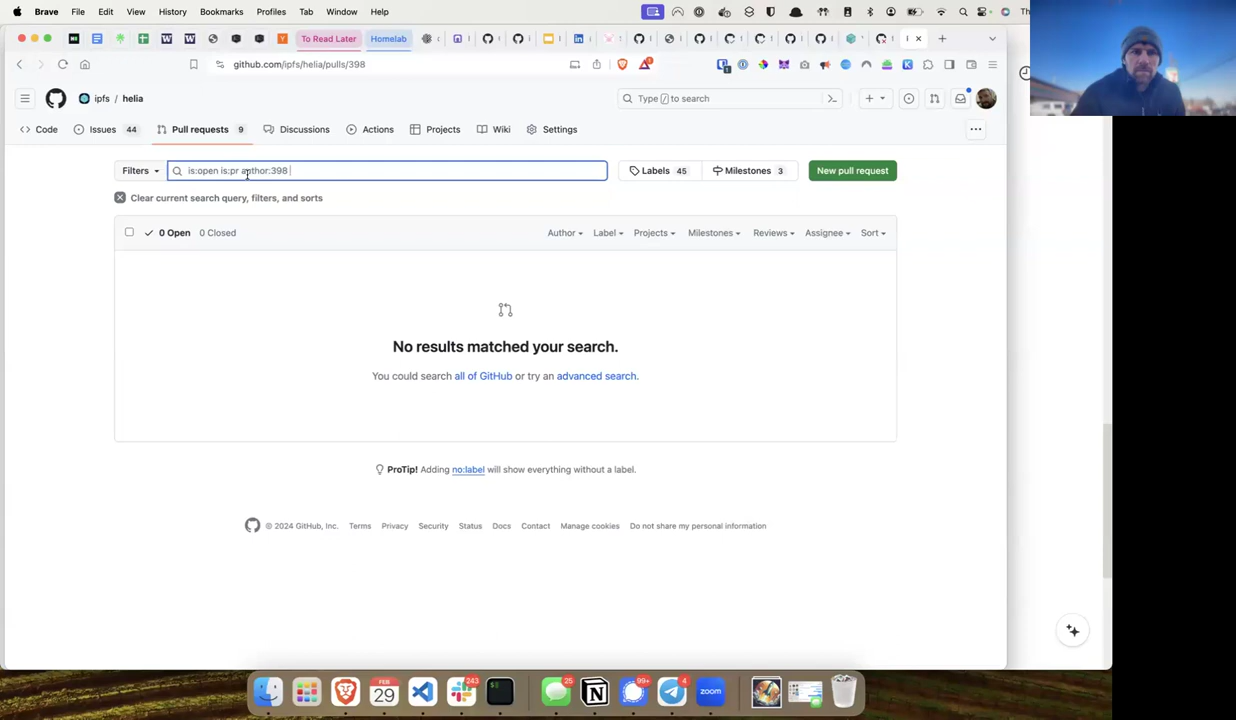 Brave File Edit View History Bookmarks Profiles Tab Window Help
To Read Later Homelab
github.com/ipfs/helia/pulls/398
ipfs / helia
Type / to search
Code Issues 44 Pull requests 9 Discussions Actions Projects Wiki Settings
Filters is:open is:pr author:398 Labels 45 Milestones 3 New pull request
Clear current search query, filters, and sorts
0 Open 0 Closed Author Label Projects Milestones Reviews Assignee Sort
No results matched your search.
You could search all of GitHub or try an advanced search.
ProTip! Adding no:label will show everything without a label.
© 2024 GitHub, Inc. Terms Privacy Security Status Docs Contact Manage cookies Do not share my personal information
FEB 243 25 99+ 4
29 zoom